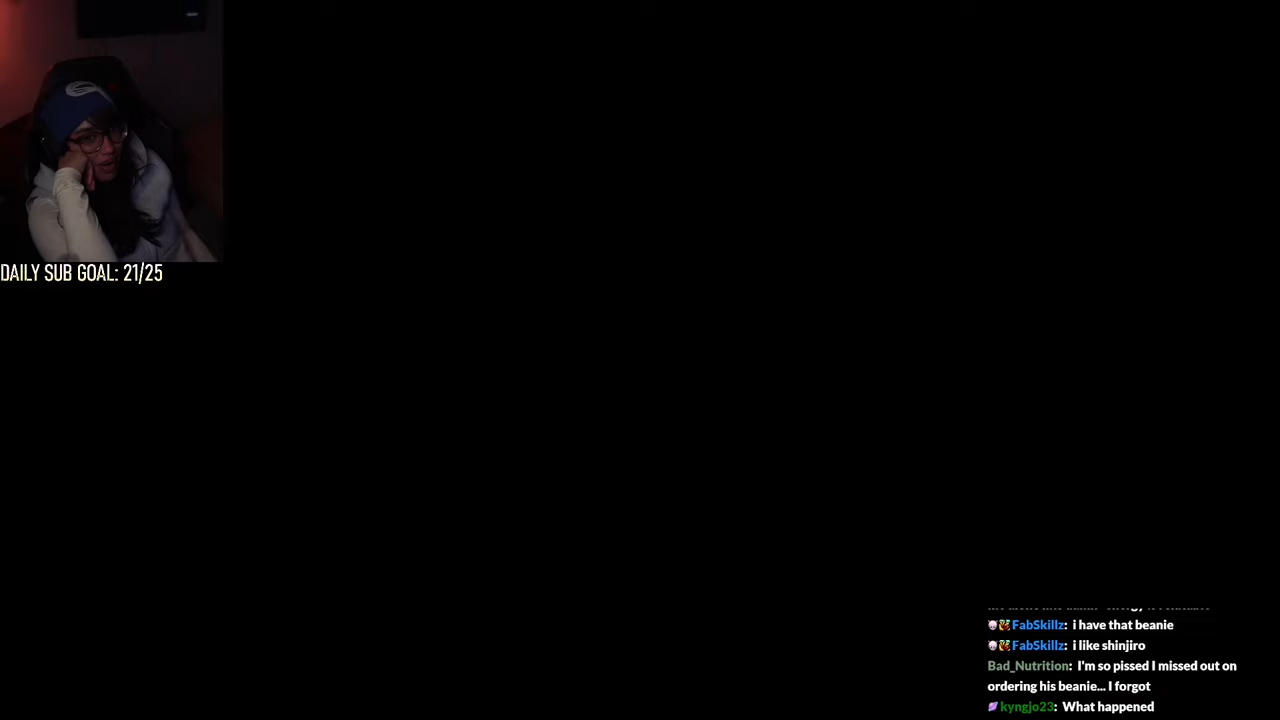 DAILY SUB GOAL: 21/25
FabSkillz: i have that beanie
FabSkillz: i like shinjiro
Bad_Nutrition: I'm so pissed I missed out on
ordering his beanie... I forgot
kyngjo23: What happened